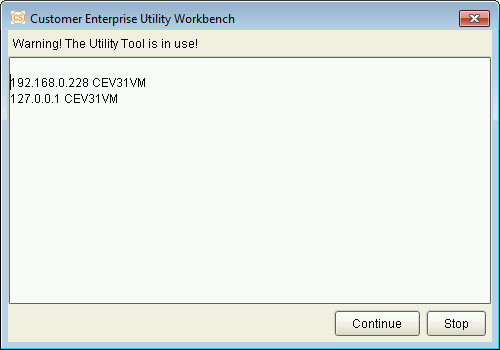 CS Customer Enterprise Utility Workbench
Warning! The Utility Tool is in use!
192.168.0.228 CEV31VM
127.0.0.1 CEV31VM
Continue Stop